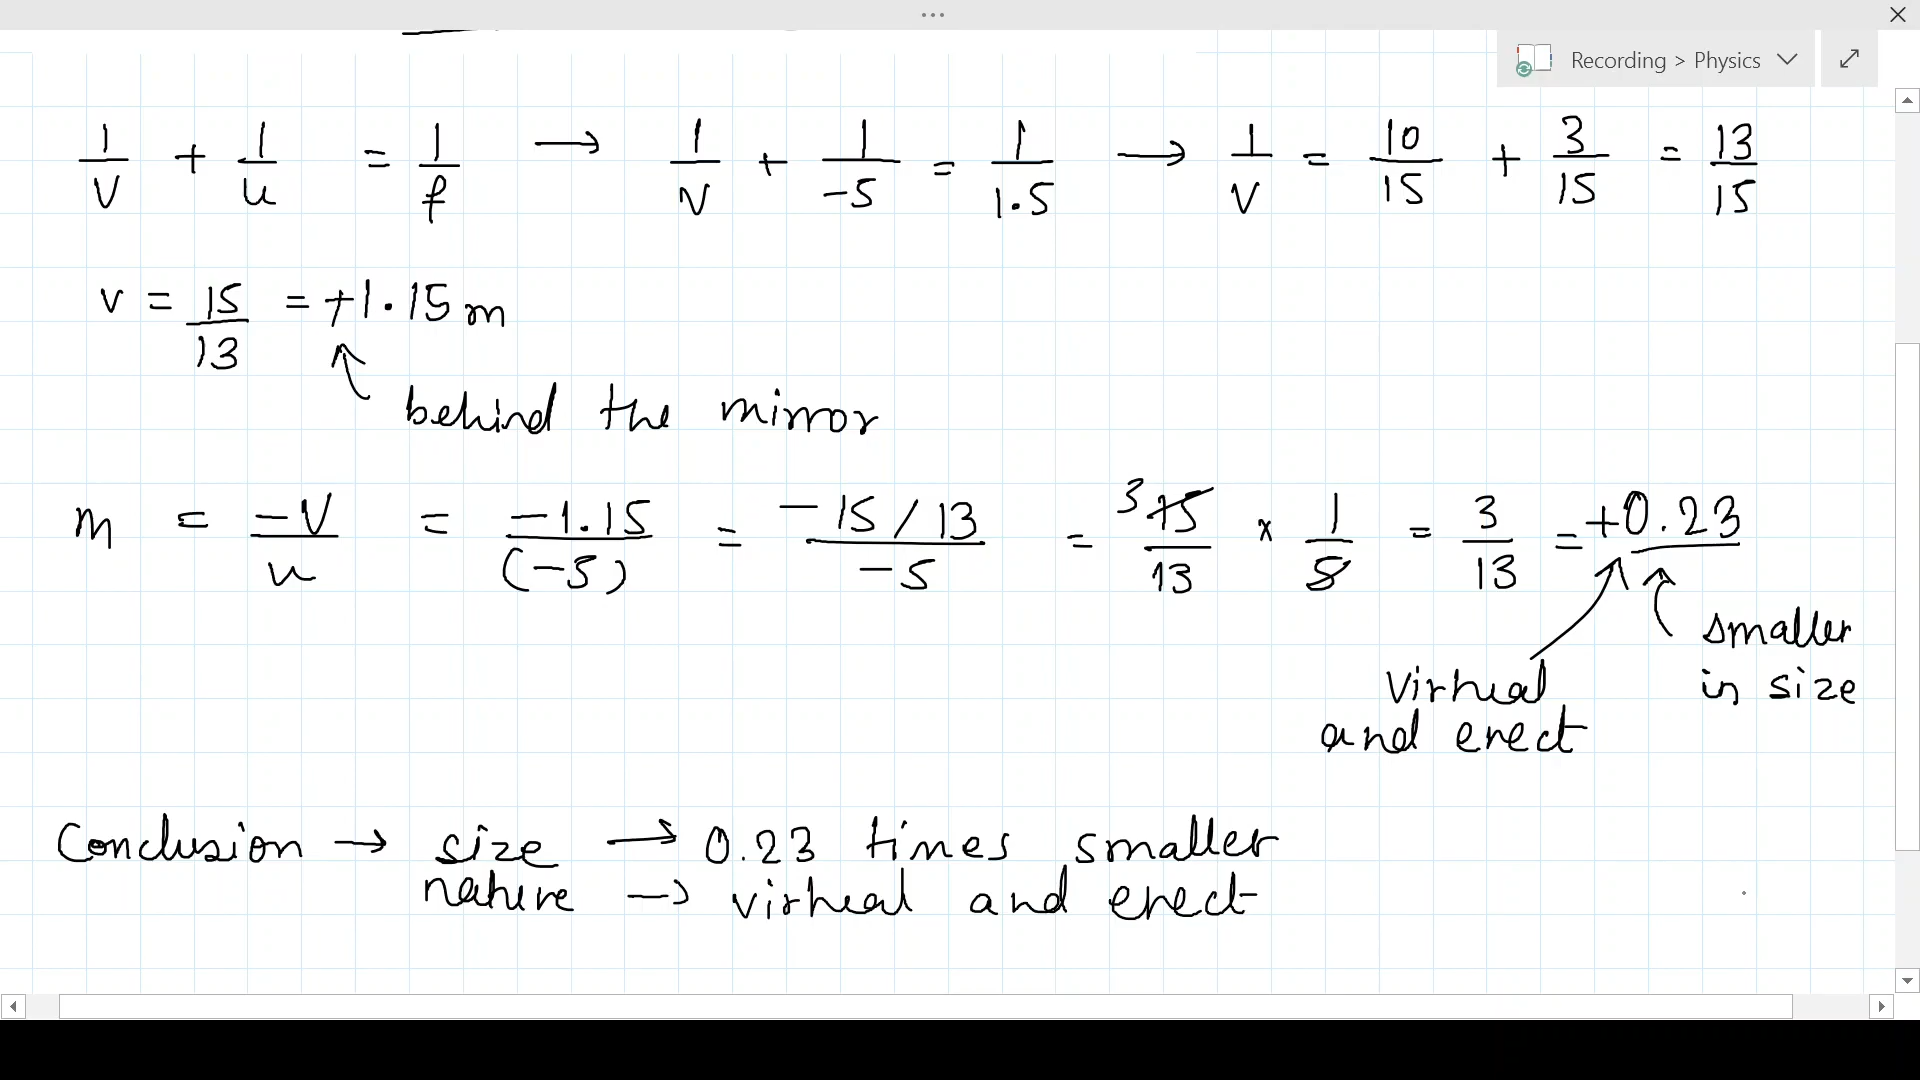 Recording > Physics
1/v + 1/u = 1/f → 1/v + 1/-5 = 1/1.5 → 1/v = 10/15 + 3/15 = 13/15
v = 15/13 = +1.15 m
behind the mirror
m = -v/u = -1.15/(-5) = -15/13/-5 = 3 15/13 x 1/5 = 3/13 = +0.23
smaller
in size
Virtual
and erect
Conclusion → size → 0.23 times smaller
nature → virtual and erect